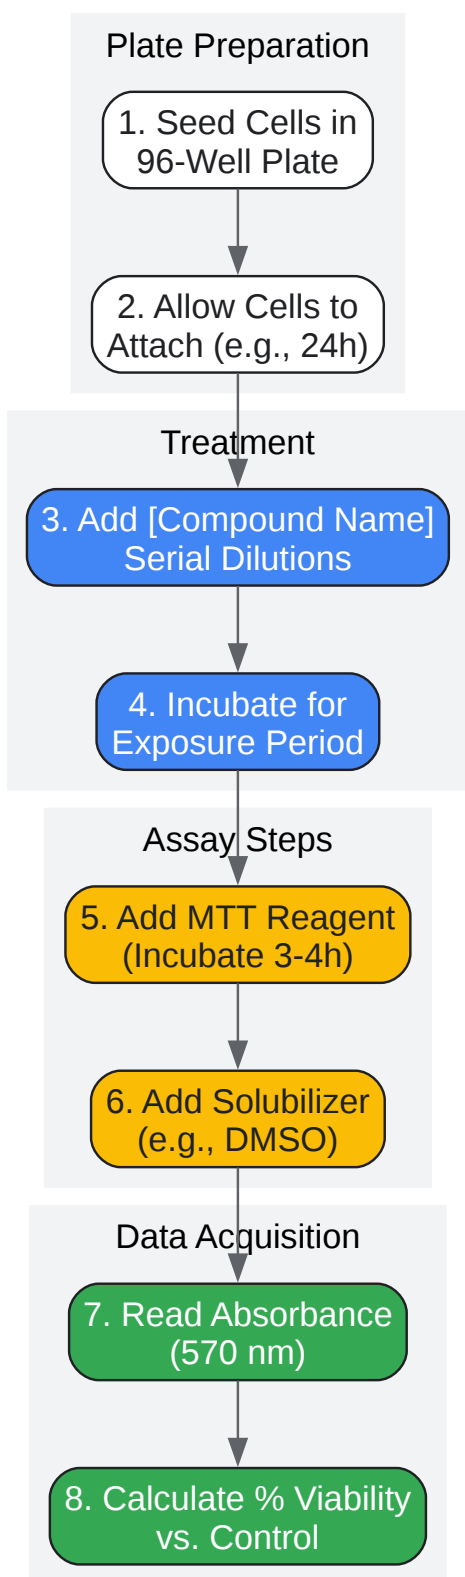 Plate Preparation
1. Seed Cells in
96-Well Plate
2. Allow Cells to
Attach (e.g., 24h)
Treatment
3. Add [Compound Name]
Serial Dilutions
4. Incubate for
Exposure Period
Assay Steps
5. Add MTT Reagent
(Incubate 3-4h)
6. Add Solubilizer
(e.g., DMSO)
Data Acquisition
7. Read Absorbance
(570 nm)
8. Calculate % Viability
vs. Control